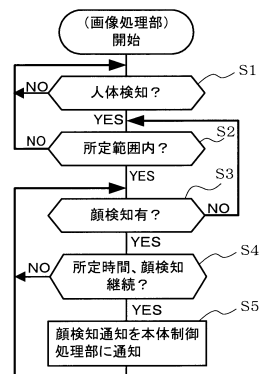 (画像処理部)
開始
S1
NO
人体検知?
YES
S2
NO
所定範囲内?
YES
S3
顔検知有?
NO
YES
S4
NO
所定時間、顔検知
継続?
YES
S5
顔検知通知を本体制御
処理部に通知